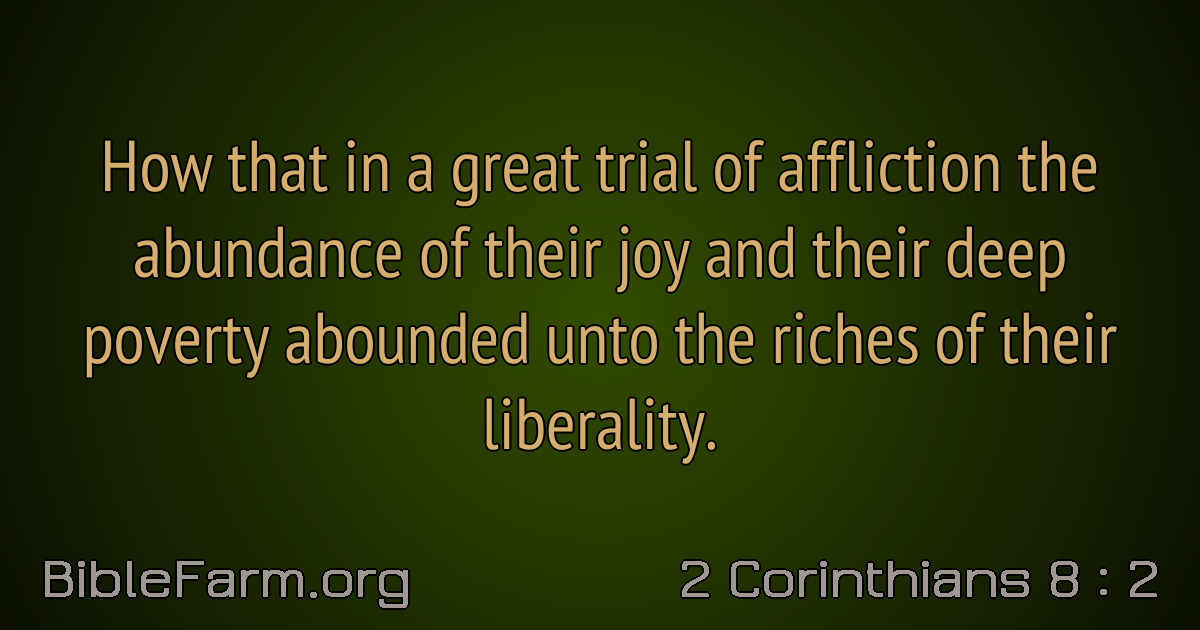 How that in a great trial of affliction the
abundance of their joy and their deep
poverty abounded unto the riches of their
liberality.
BibleFarm.org
2 Corinthians 8 : 2